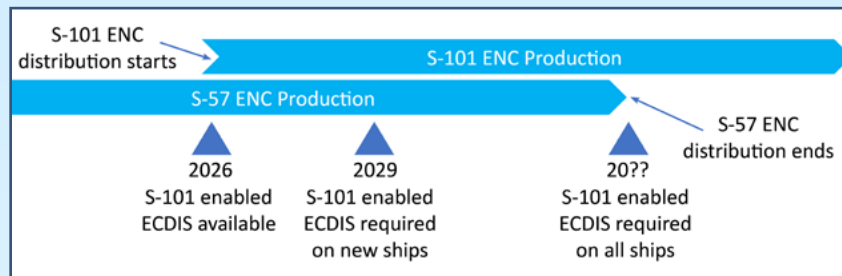 S-101 ENC
distribution starts
S-101 ENC Production
S-57 ENC Production
S-57 ENC
distribution ends
2026
S-101 enabled
ECDIS available
2029
S-101 enabled
ECDIS required
on new ships
20??
S-101 enabled
ECDIS required
on all ships